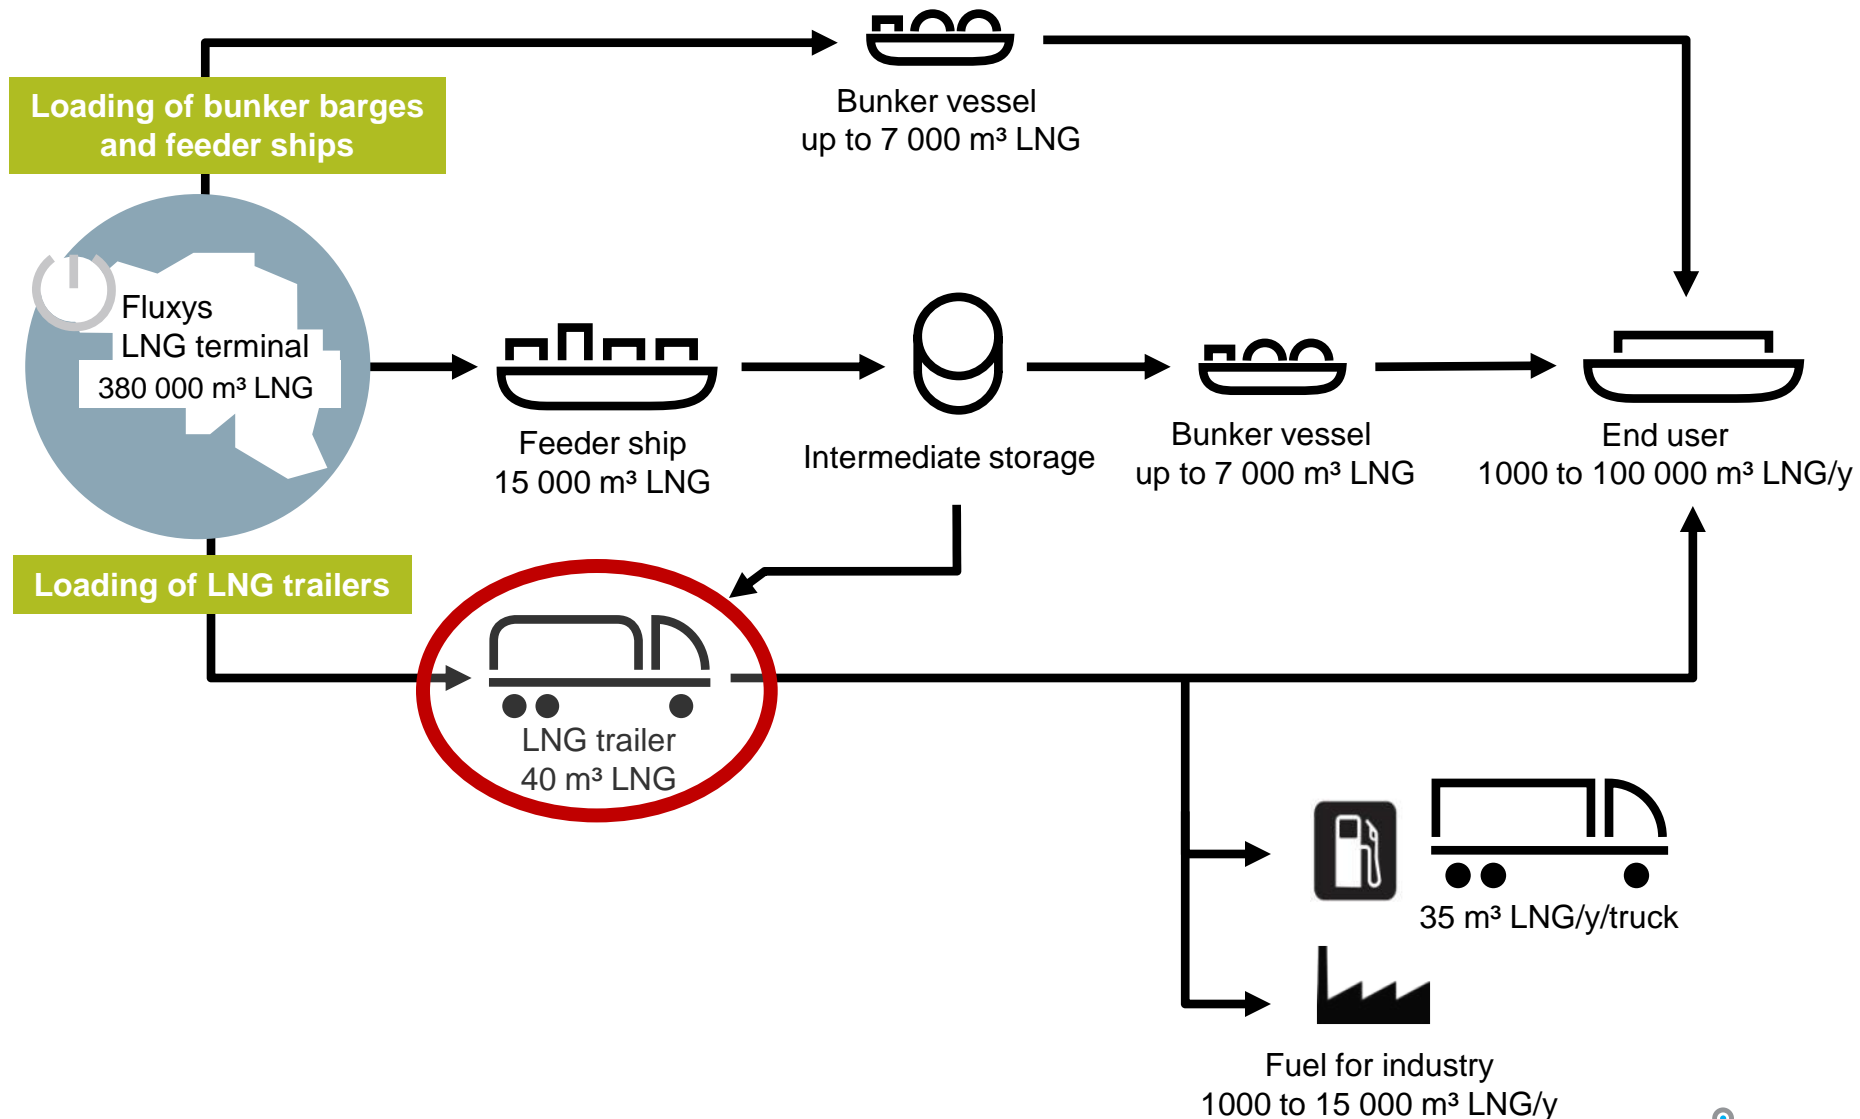 Loading of bunker barges
and feeder ships
Bunker vessel
up to 7 000 m³ LNG
Fluxys
LNG terminal
380 000 m³ LNG
Feeder ship
15 000 m³ LNG
Intermediate storage
Bunker vessel
up to 7 000 m³ LNG
End user
1000 to 100 000 m³ LNG/y
Loading of LNG trailers
LNG trailer
40 m³ LNG
35 m³ LNG/y/truck
Fuel for industry
1000 to 15 000 m³ LNG/y